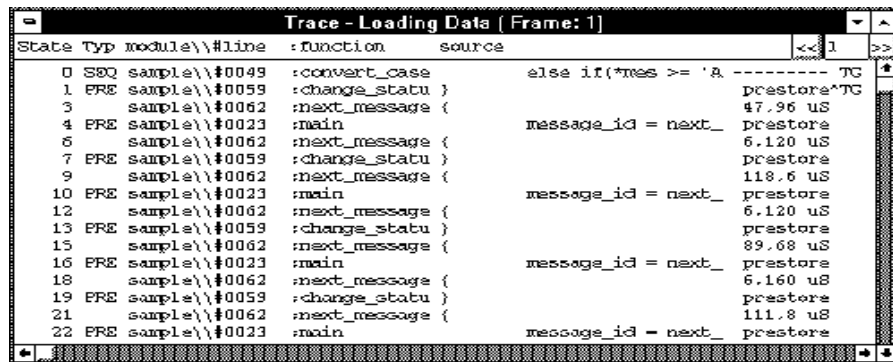 Trace - Loading Data [ Frame: 1]
State Typ module\\#line :function source << 1 >>
0 SEQ sample\\#0049 :convert_case else if(*mes >= 'A --------- TG
1 PRE sample\\#0059 :change_statu } prestore^TG
3 sample\\#0062 :next_message { 47.96 uS
4 PRE sample\\#0023 :main message_id = next_ prestore
6 sample\\#0062 :next_message { 6.120 uS
7 PRE sample\\#0059 :change_statu } prestore
9 sample\\#0062 :next_message { 118.6 uS
10 PRE sample\\#0023 :main message_id = next_ prestore
12 sample\\#0062 :next_message { 6.120 uS
13 PRE sample\\#0059 :change_statu } prestore
15 sample\\#0062 :next_message { 89.68 uS
16 PRE sample\\#0023 :main message_id = next_ prestore
18 sample\\#0062 :next_message { 6.160 uS
19 PRE sample\\#0059 :change_statu } prestore
21 sample\\#0062 :next_message { 111.8 uS
22 PRE sample\\#0023 :main message_id = next_ prestore